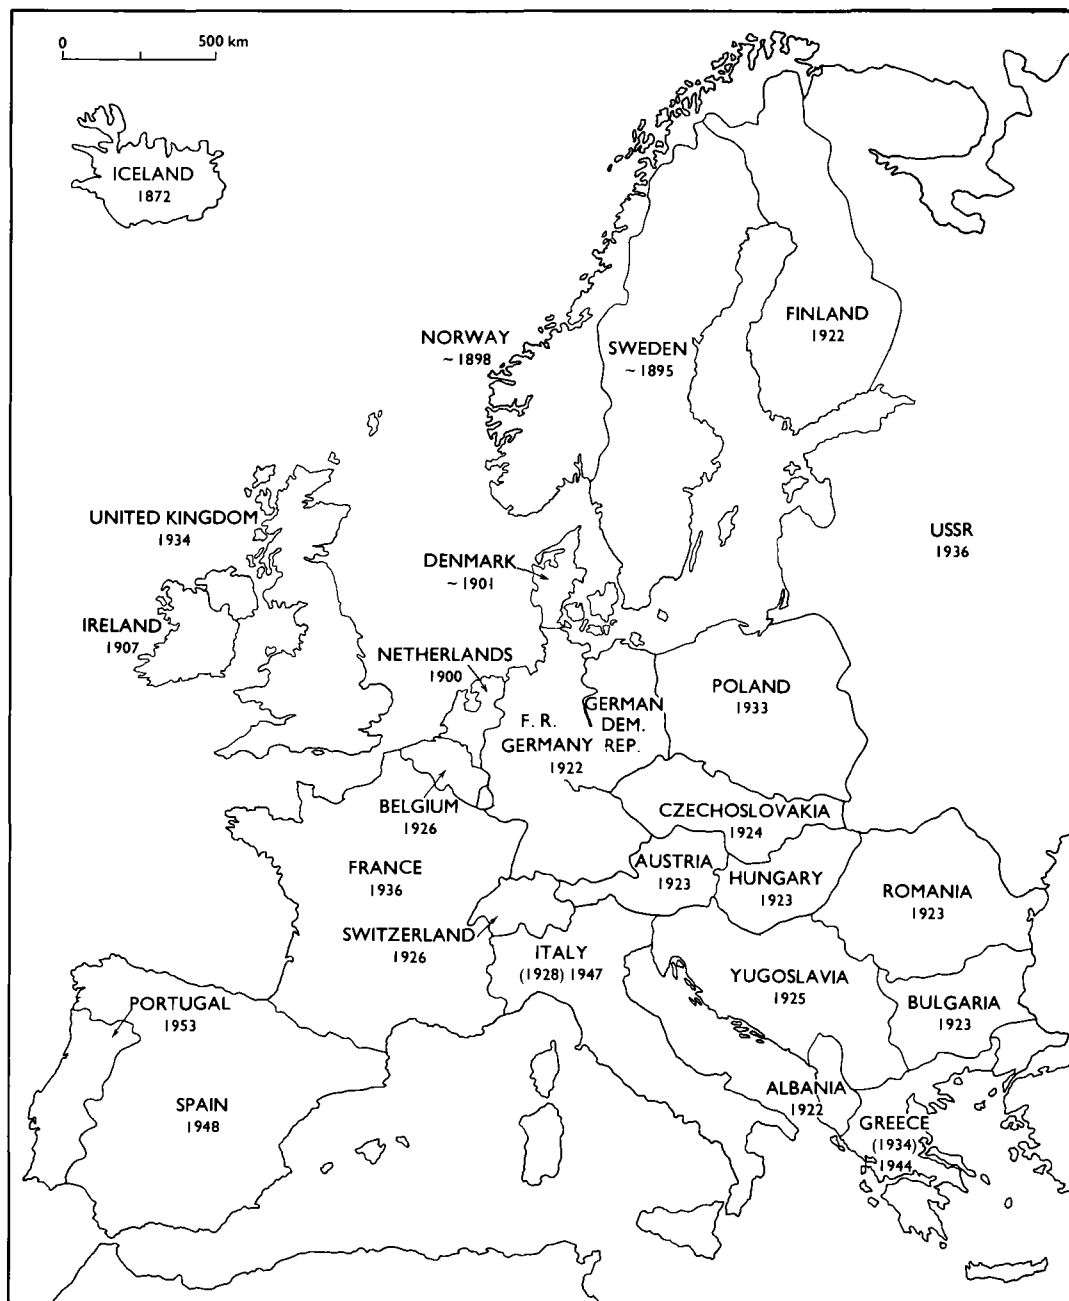 0 500 km
ICELAND
1872
NORWAY
~ 1898
SWEDEN
~ 1895
FINLAND
1922
UNITED KINGDOM
1934
USSR
1936
DENMARK
~ 1901
IRELAND
1907
NETHERLANDS
1900
POLAND
1933
F. R.
GERMANY
1922
GERMAN
DEM.
REP.
BELGIUM
1926
CZECHOSLOVAKIA
1924
FRANCE
1936
AUSTRIA
1923
HUNGARY
1923
ROMANIA
1923
SWITZERLAND
1926
ITALY
(1928) 1947
YUGOSLAVIA
1925
BULGARIA
1923
PORTUGAL
1953
SPAIN
1948
ALBANIA
1922
GREECE
(1934)
1944